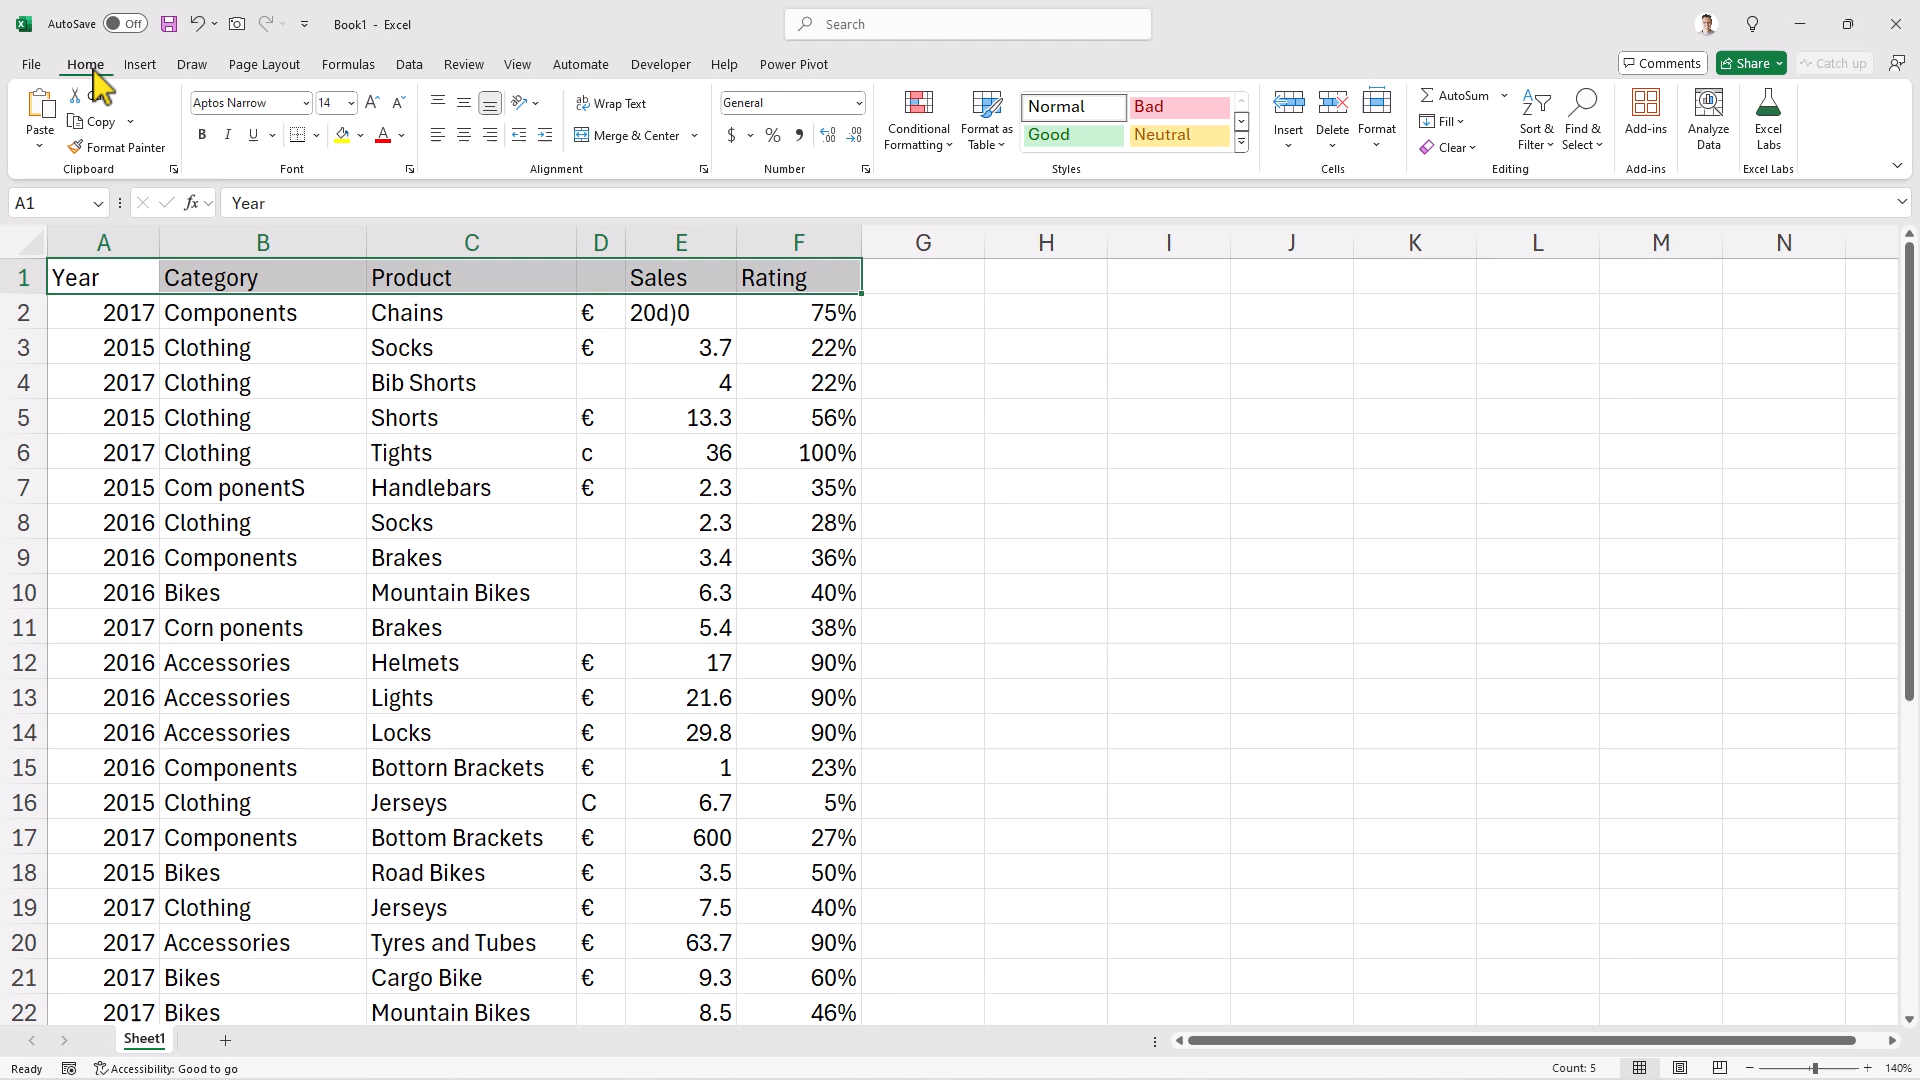 AutoSave Off Book1 - Excel Search
File Home Insert Draw Page Layout Formulas Data Review View Automate Developer Help Power Pivot Comments Share Catch up
Paste Copy Format Painter Clipboard
Aptos Narrow 14 B I U A Font
Wrap Text Merge & Center Alignment
General $ % Number
Conditional Formatting Format as Table Normal Bad Good Neutral Styles
Insert Delete Format Cells
AutoSum Fill Clear Sort & Filter Find & Select Editing
Add-ins Add-ins
Analyze Data
Excel Labs Excel Labs
A1 fx Year
A B C D E F G H I J K L M N
1 Year Category Product Sales Rating
2 2017 Components Chains € 20d)0 75%
3 2015 Clothing Socks € 3.7 22%
4 2017 Clothing Bib Shorts 4 22%
5 2015 Clothing Shorts € 13.3 56%
6 2017 Clothing Tights c 36 100%
7 2015 Com ponentS Handlebars € 2.3 35%
8 2016 Clothing Socks 2.3 28%
9 2016 Components Brakes 3.4 36%
10 2016 Bikes Mountain Bikes 6.3 40%
11 2017 Corn ponents Brakes 5.4 38%
12 2016 Accessories Helmets € 17 90%
13 2016 Accessories Lights € 21.6 90%
14 2016 Accessories Locks € 29.8 90%
15 2016 Components Bottorn Brackets € 1 23%
16 2015 Clothing Jerseys C 6.7 5%
17 2017 Components Bottom Brackets € 600 27%
18 2015 Bikes Road Bikes € 3.5 50%
19 2017 Clothing Jerseys € 7.5 40%
20 2017 Accessories Tyres and Tubes € 63.7 90%
21 2017 Bikes Cargo Bike € 9.3 60%
22 2017 Bikes Mountain Bikes 8.5 46%
Sheet1
Ready Accessibility: Good to go Count: 5 140%